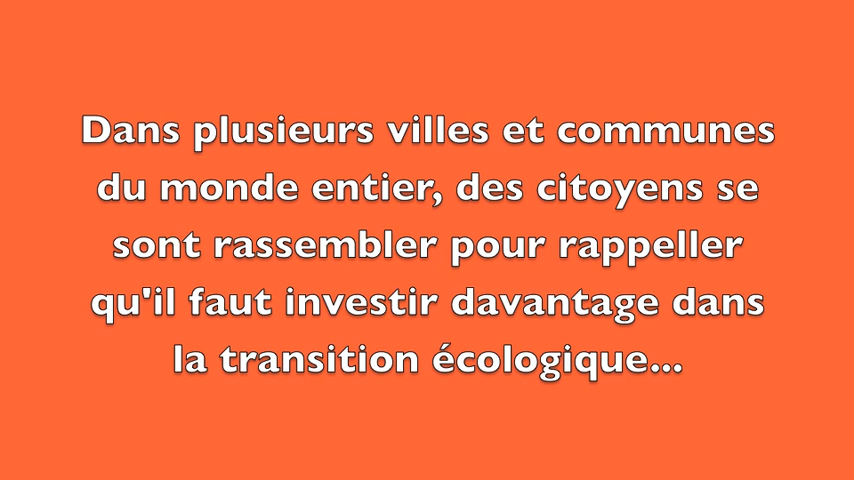 Dans plusieurs villes et communes
du monde entier, des citoyens se
sont rassembler pour rappeller
qu'il faut investir davantage dans
la transition écologique...